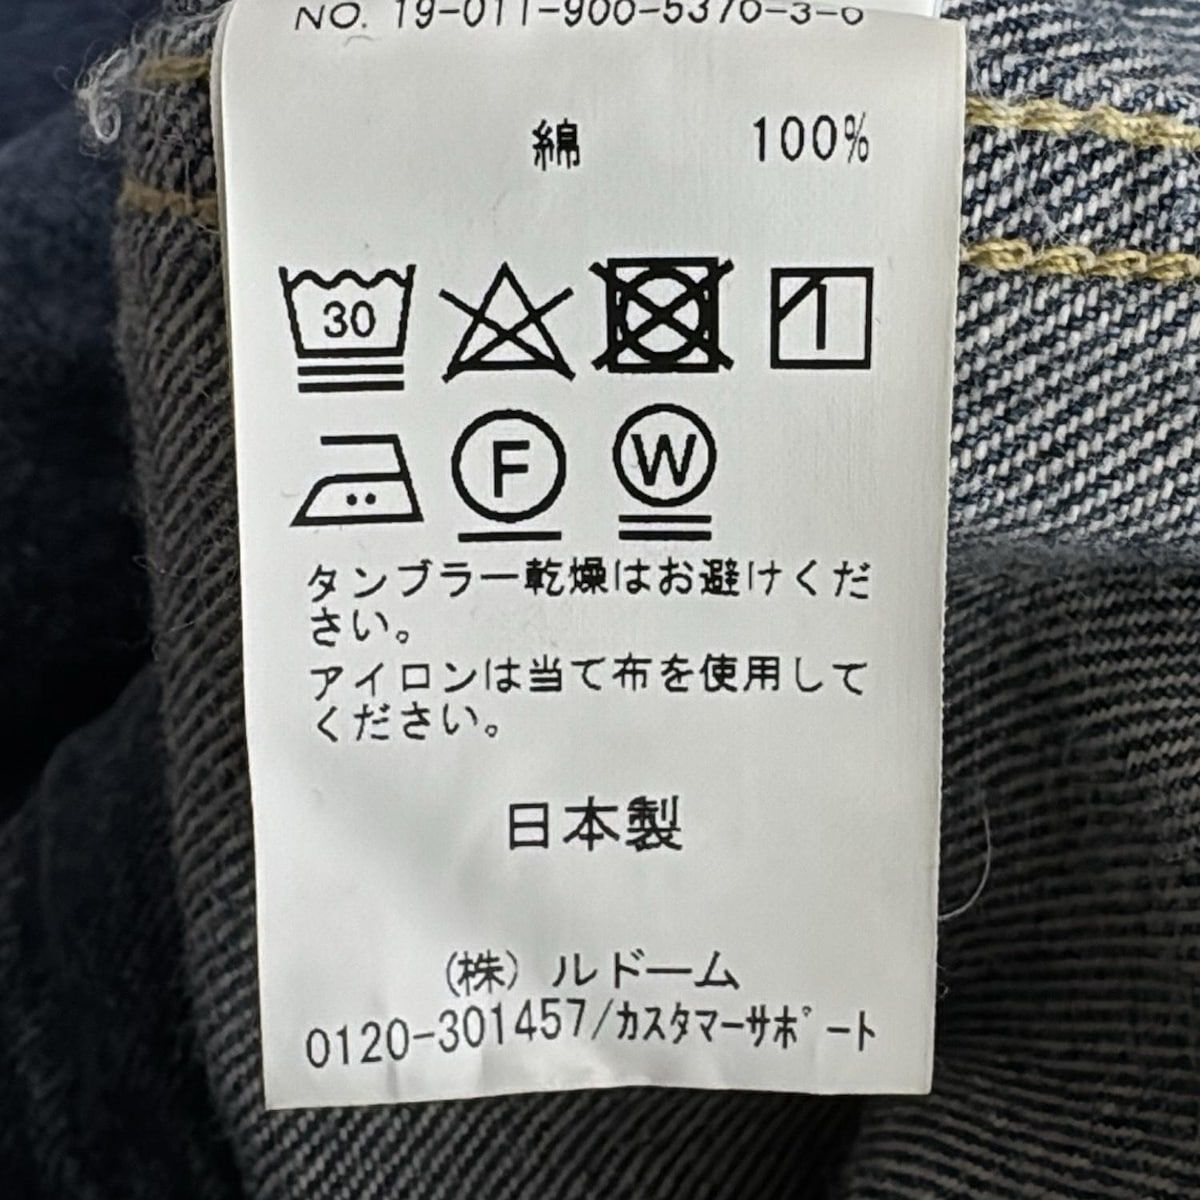 NO. 19-011-900-5370-3-0
綿 100%
30
F W
タンブラー乾燥はお避けくだ
さい。
アイロンは当て布を使用して
ください。
日本製
(株) ルドーム
0120-301457/カスタマーサポート